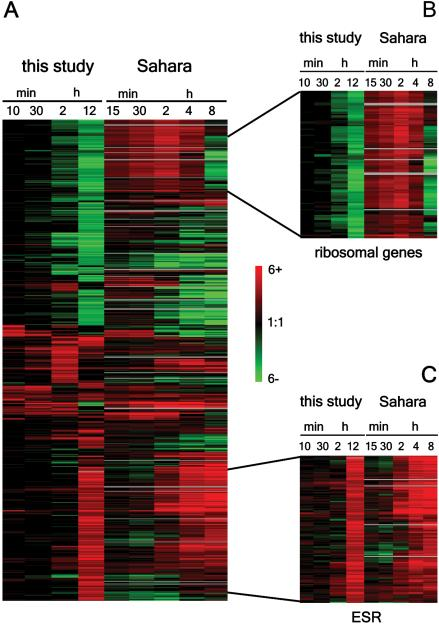 A
this study Sahara
min h min h
10 30 2 12 15 30 2 4 8
B
this study Sahara
min h min h
10 30 2 12 15 30 2 4 8
ribosomal genes
6+
1:1
6-
C
this study Sahara
min h min h
10 30 2 12 15 30 2 4 8
ESR